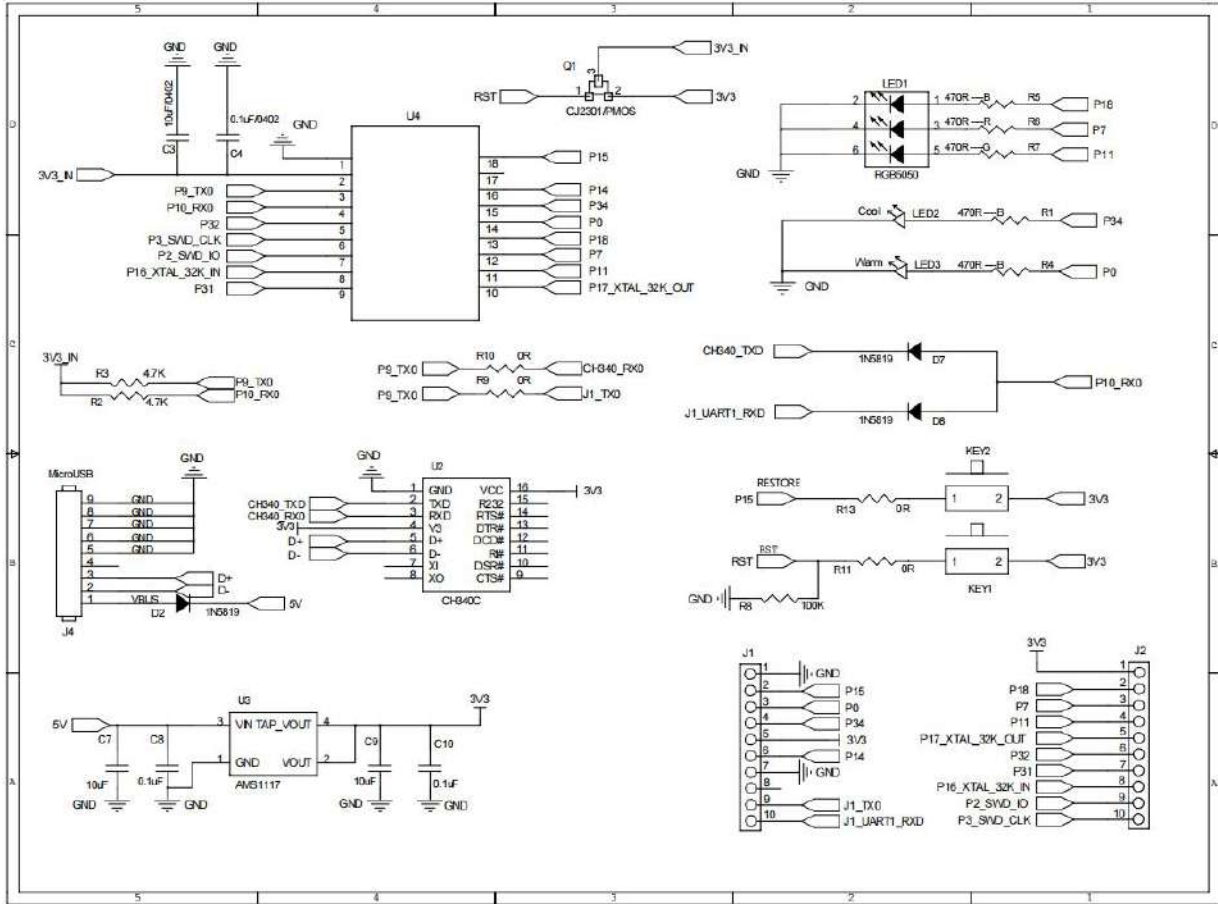 5 4 3 2 1
D D
C C
B B
A A
GND GND
10uF/0402
0.1uF/0402
C3 C4
3V3_IN
GND
U4
P9_TX0
P10_RX0
P32
P3_SWD_CLK
P2_SWD_IO
P16_XTAL_32K_IN
P31
1
2
3
4
5
6
7
8
9
18
17
16
15
14
13
12
11
10
P15
P14
P34
P0
P18
P7
P11
P17_XTAL_32K_OUT
Q1
3
3V3_IN
RST 1 2 3V3
CJ2301/PMOS
LED1
2 1 470R---B R5 P18
4 3 470R---R R6 P7
6 5 470R---G R7 P11
GND RGB5050
Cool LED2 470R---B R1 P34
Warm LED3 470R---B R4 P0
GND
3V3_IN
R3 4.7K P9_TX0
R2 4.7K P10_RX0
P9_TX0 R10 0R CH340_RX0
P9_TX0 R9 0R J1_TX0
CH340_TXD 1N5819 D7
P10_RX0
J1_UART1_RXD 1N5819
MicroUSB
GND
9 GND
8 GND
7 GND
6 GND
5 GND
4
3 D+
2 D-
1 VBUS D2 1N5819 5V
J4
GND
U2
1 GND VCC 16 3V3
CH340_TXD 2 TXD R232 15
CH340_RX0 3 RXD RTS# 14
3V3 4 V3 DTR# 13
D+ 5 D+ DCD# 12
D- 6 D- RI# 11
7 XI DSR# 10
8 XO CTS# 9
CH340C
KEY2
P15 RESTORE R13 0R 1 2 3V3
RST RST R11 0R 1 2 3V3
GND R8 100K
KEY1
U3
5V C7 C8 3 VIN TAP_VOUT 4 3V3
1 GND VOUT 2 C9 C10
10uF 0.1uF AMS1117 10uF 0.1uF
GND GND GND GND
J1
1 GND
2 P15
3 P0
4 P34
5 3V3
6 P14
7 GND
8
9 J1_TX0
10 J1_UART1_RXD
3V3 J2
1
P18 2
P7 3
P11 4
P17_XTAL_32K_OUT 5
P32 6
P31 7
P16_XTAL_32K_IN 8
P2_SWD_IO 9
P3_SWD_CLK 10
5 4 3 2 1